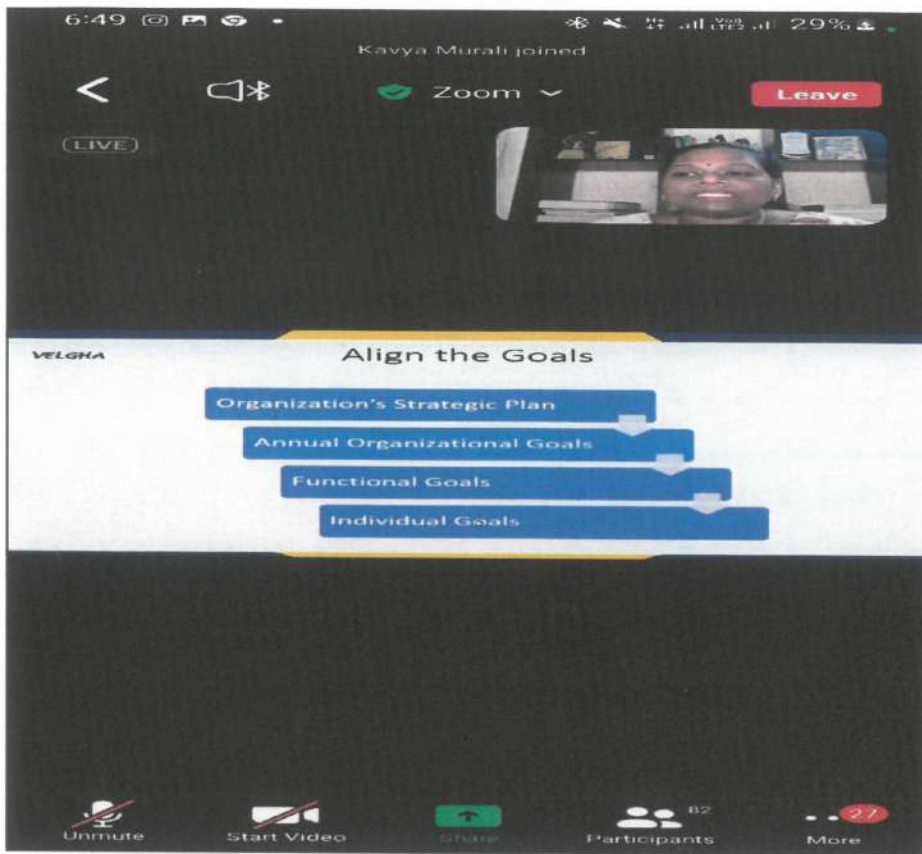 6:49 29%
Kavya Murali joined
Zoom
Leave
LIVE
VELGHA
Align the Goals
Organization's Strategic Plan
Annual Organizational Goals
Functional Goals
Individual Goals
82
27
Unmute Start Video Share Participants More